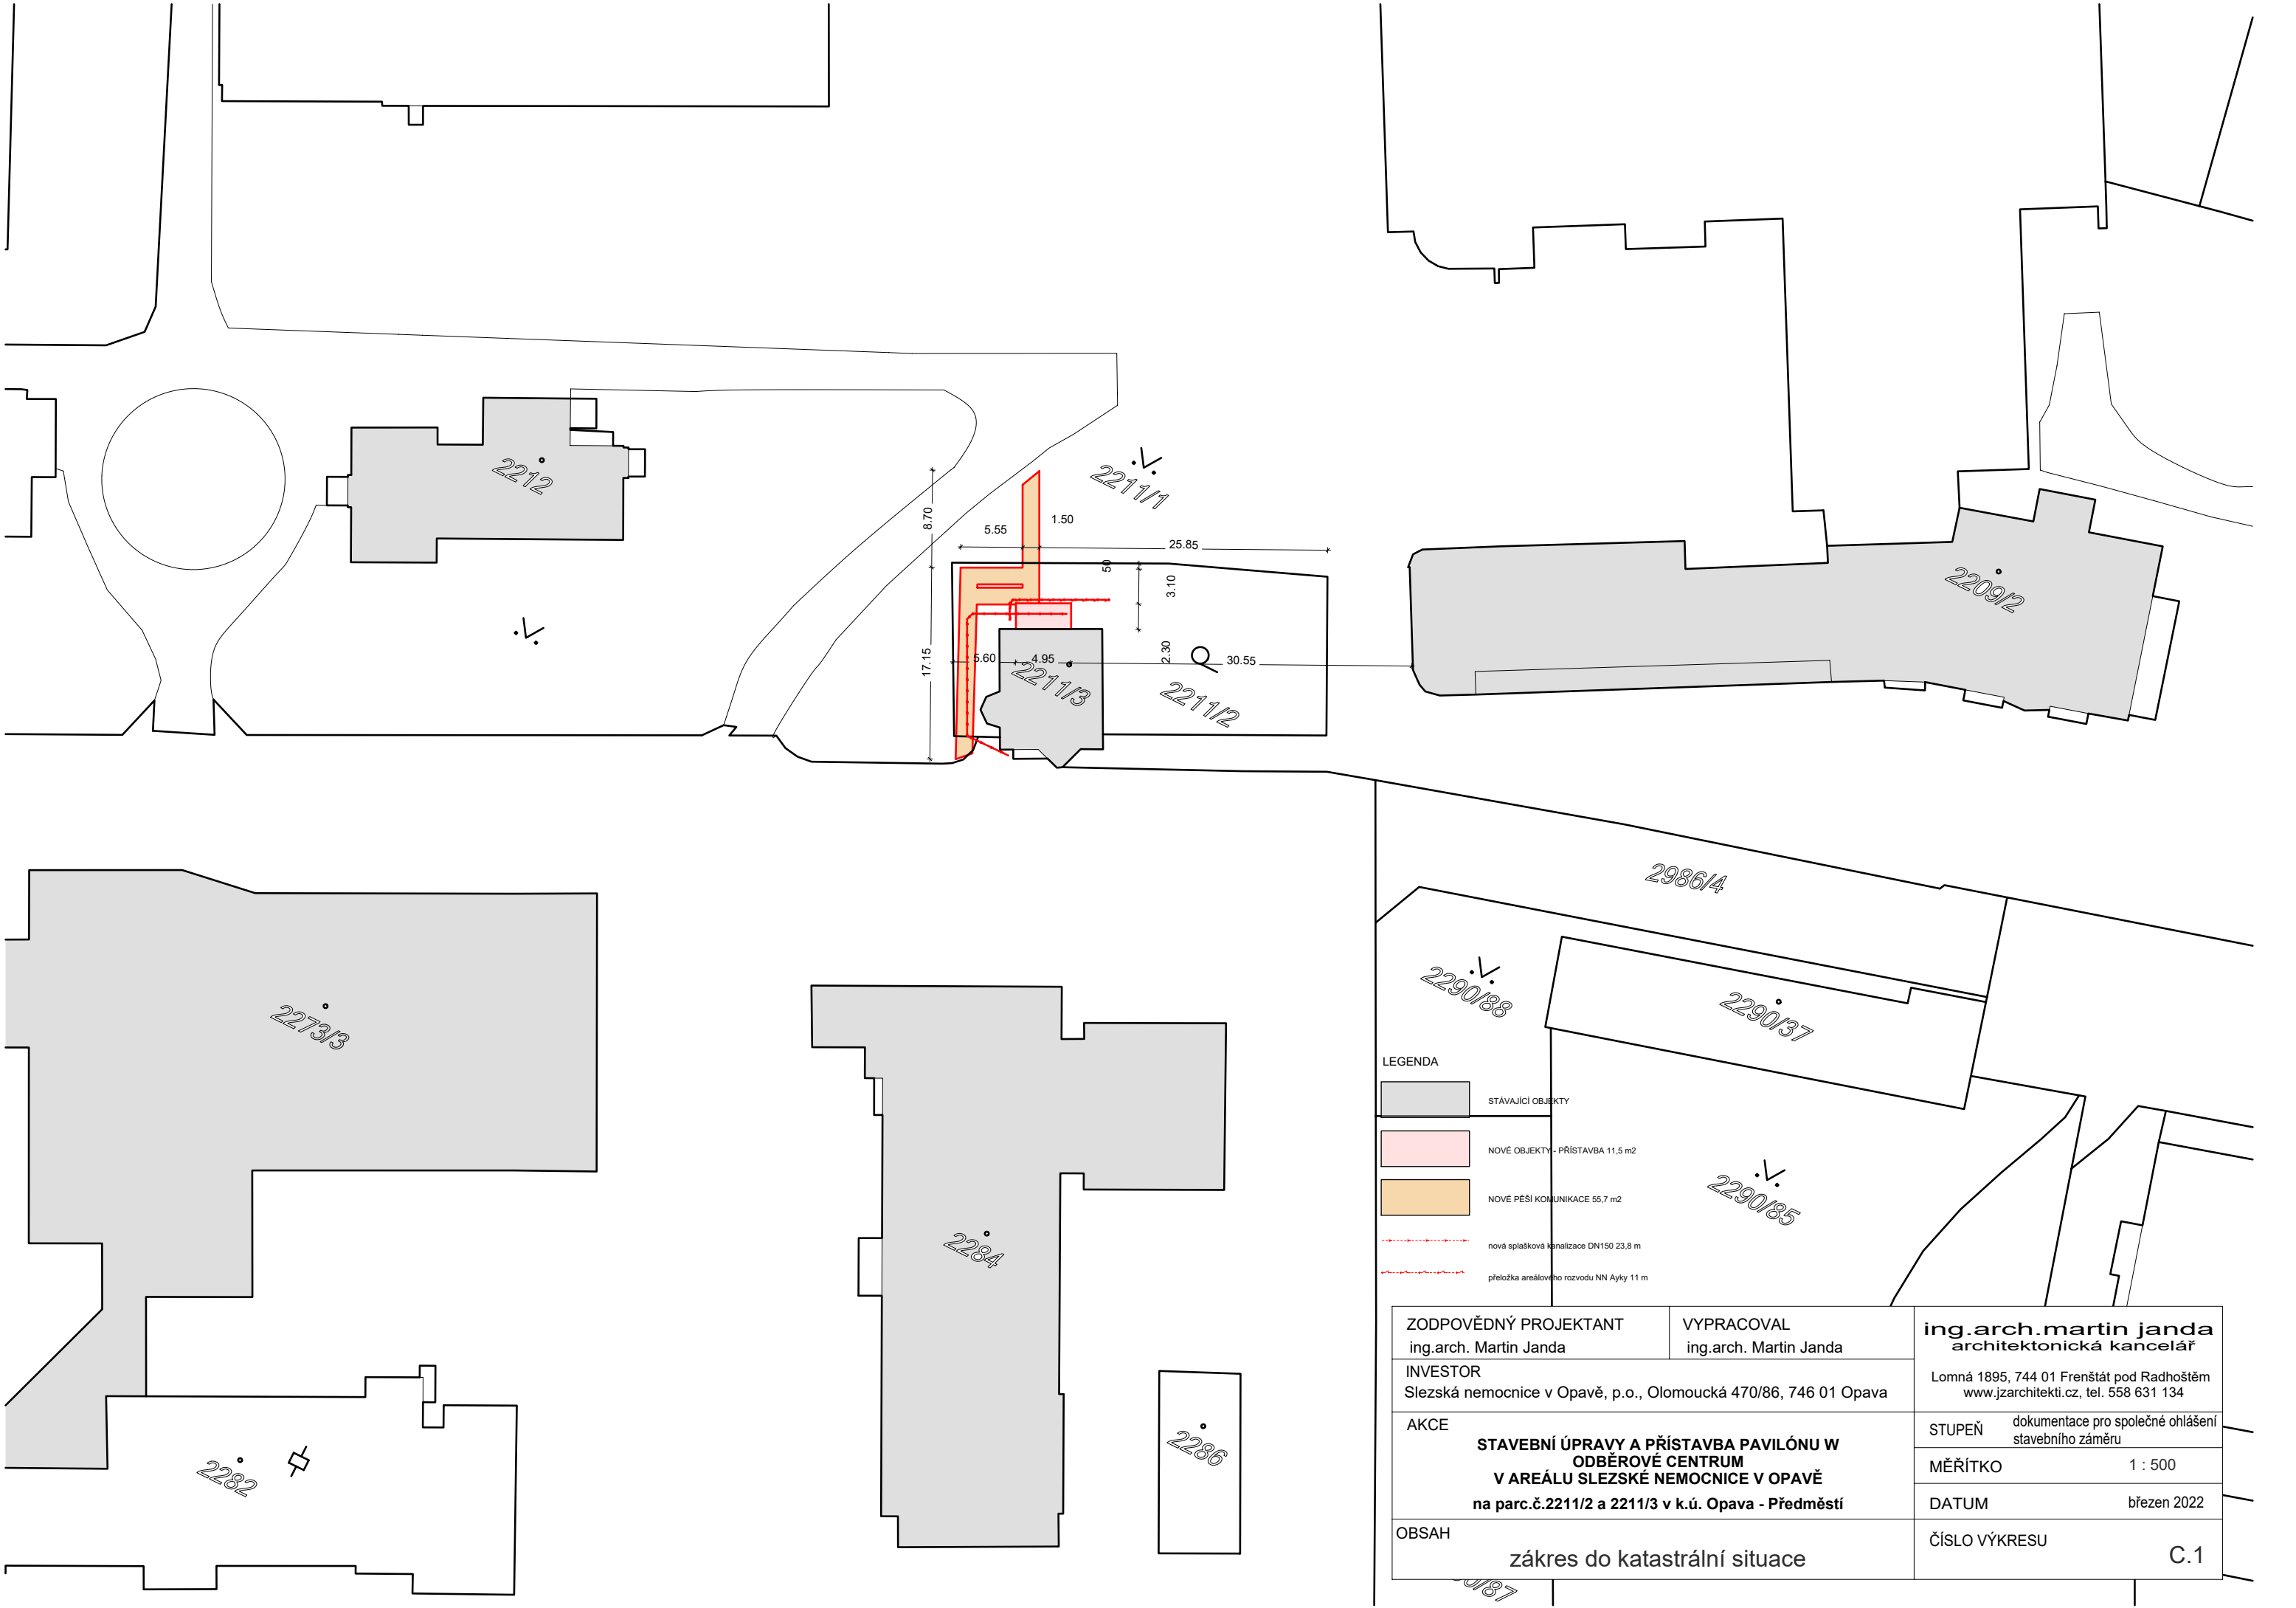 2212
2211/1
8.70
5.55
1.50
25.85
50
3.10
2209/2
17.15
5.60
4.95
2.30
30.55
2211/3
2211/2
2986/4
2290/88
2290/37
2273/3
LEGENDA
STÁVAJÍCÍ OBJEKTY
NOVÉ OBJEKTY - PŘÍSTAVBA 11,5 m2
NOVÉ PĚŠÍ KOMUNIKACE 55,7 m2
nová splašková kanalizace DN150 23,8 m
přeložka areálového rozvodu NN Ayky 11 m
2290/85
2284
2286
2282
ZODPOVĚDNÝ PROJEKTANT
ing.arch. Martin Janda
VYPRACOVAL
ing.arch. Martin Janda
ing.arch.martin janda
architektonická kancelář
Lomná 1895, 744 01 Frenštát pod Radhoštěm
www.jzarchitekti.cz, tel. 558 631 134
INVESTOR
Slezská nemocnice v Opavě, p.o., Olomoucká 470/86, 746 01 Opava
AKCE
STAVEBNÍ ÚPRAVY A PŘÍSTAVBA PAVILÓNU W
ODBĚROVÉ CENTRUM
V AREÁLU SLEZSKÉ NEMOCNICE V OPAVĚ
na parc.č.2211/2 a 2211/3 v k.ú. Opava - Předměstí
STUPEŇ
dokumentace pro společné ohlášení
stavebního záměru
MĚŘÍTKO
1 : 500
DATUM
březen 2022
OBSAH
zákres do katastrální situace
ČÍSLO VÝKRESU
C.1